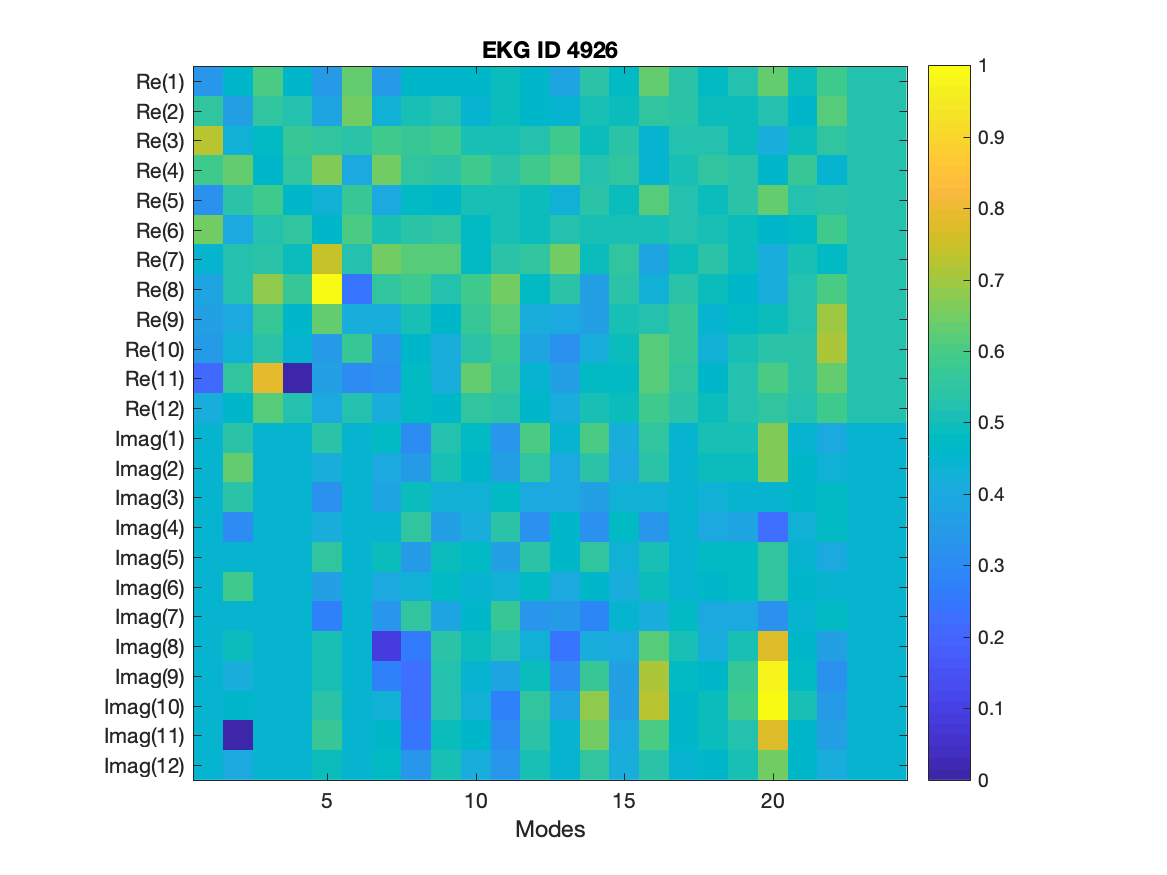 EKG ID 4926
Re(1)
Re(2)
Re(3)
Re(4)
Re(5)
Re(6)
Re(7)
Re(8)
Re(9)
Re(10)
Re(11)
Re(12)
Imag(1)
Imag(2)
Imag(3)
Imag(4)
Imag(5)
Imag(6)
Imag(7)
Imag(8)
Imag(9)
Imag(10)
Imag(11)
Imag(12)
5 10 15 20
Modes
1
0.9
0.8
0.7
0.6
0.5
0.4
0.3
0.2
0.1
0